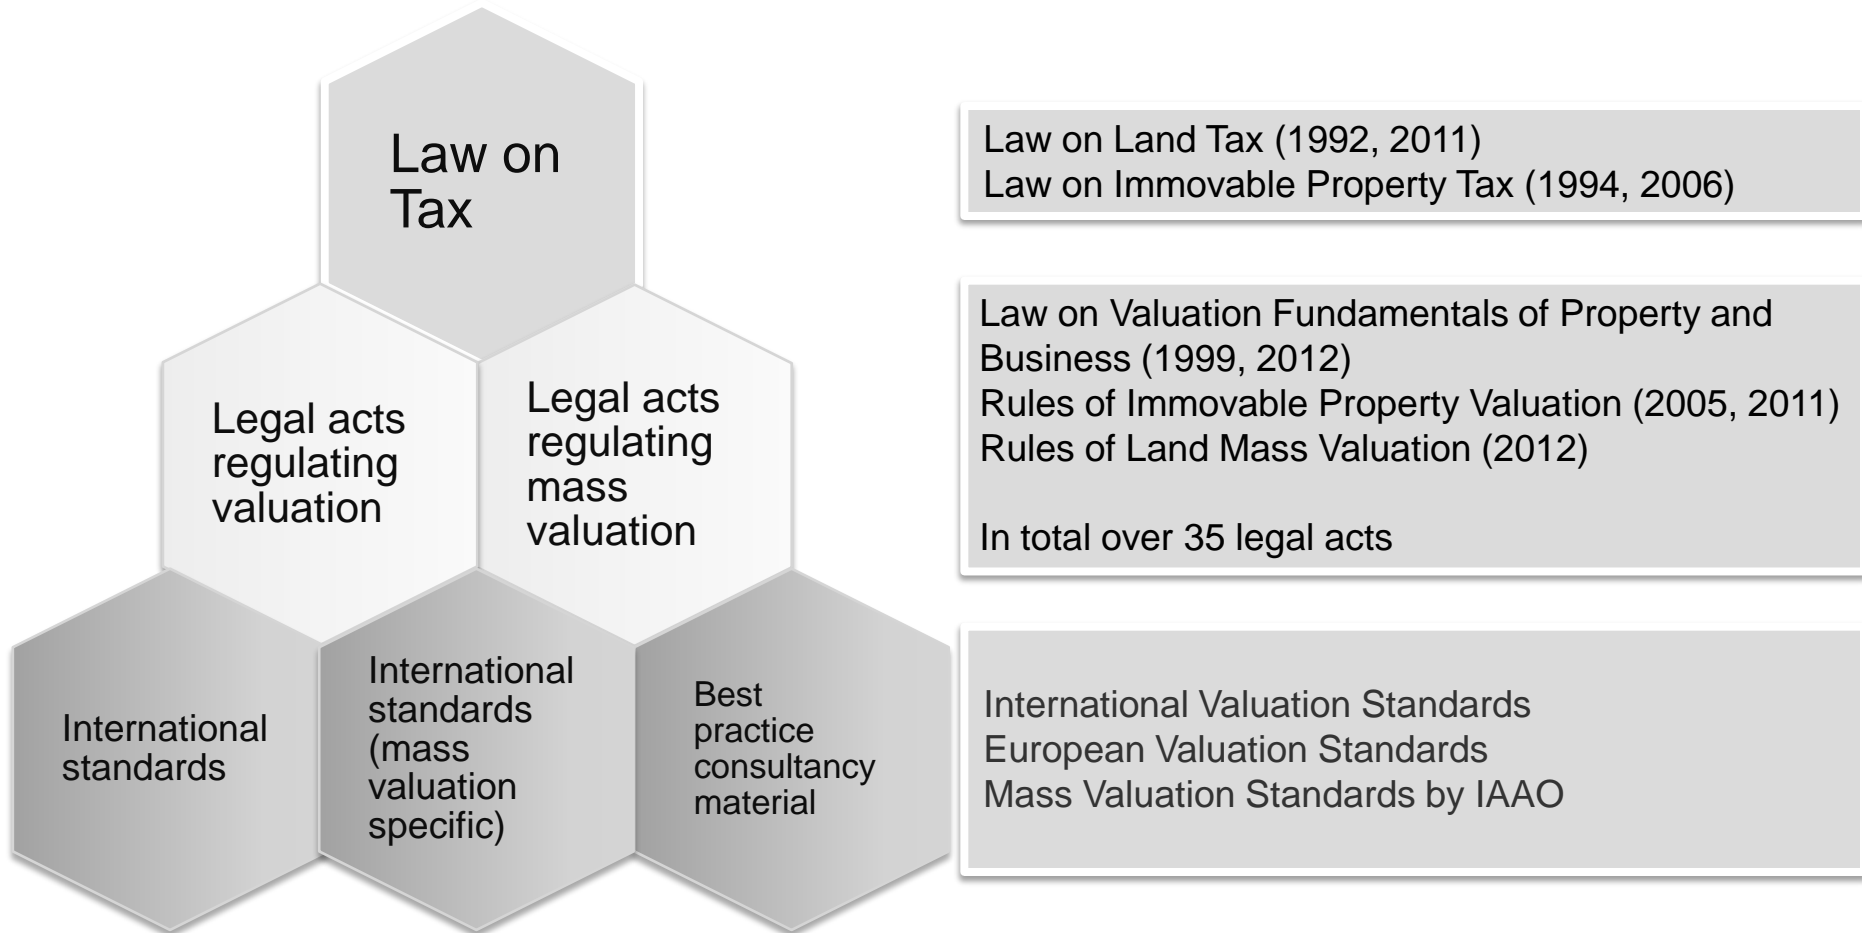 Law on
Tax
Law on Land Tax (1992, 2011)
Law on Immovable Property Tax (1994, 2006)
Legal acts
regulating
valuation
Legal acts
regulating
mass
valuation
Law on Valuation Fundamentals of Property and
Business (1999, 2012)
Rules of Immovable Property Valuation (2005, 2011)
Rules of Land Mass Valuation (2012)
In total over 35 legal acts
International
standards
International
standards
(mass
valuation
specific)
Best
practice
consultancy
material
International Valuation Standards
European Valuation Standards
Mass Valuation Standards by IAAO